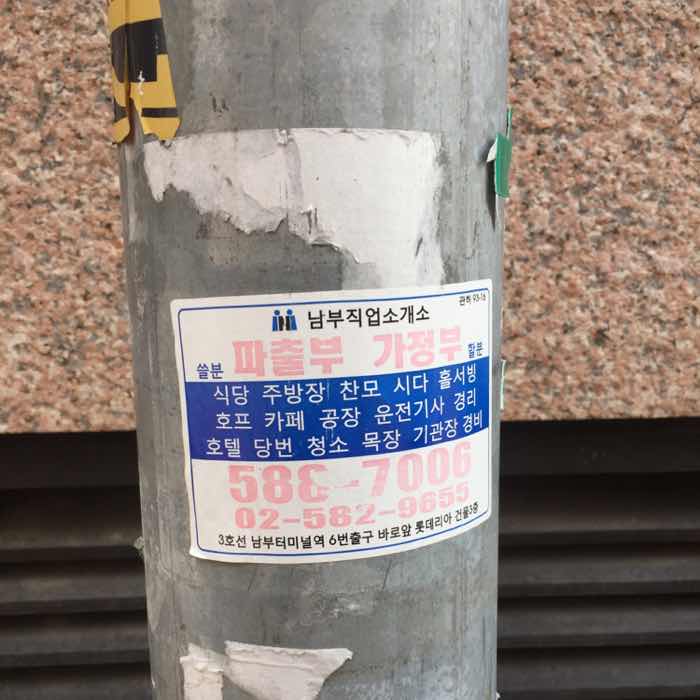 관허 93-16
남부직업소개소
쓸분 파출부 가정부 할분
식당 주방장 찬모 시다 홀서빙
호프 카페 공장 운전기사 경리
호텔 당번 청소 목장 기관장 경비
588-7006
02-582-9655
3호선 남부터미널역 6번출구 바로앞 롯데리아 건물3층